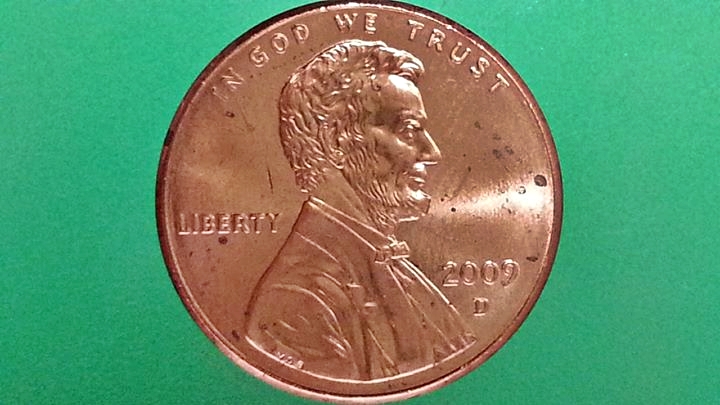 IN GOD WE TRUST
LIBERTY
2009
D